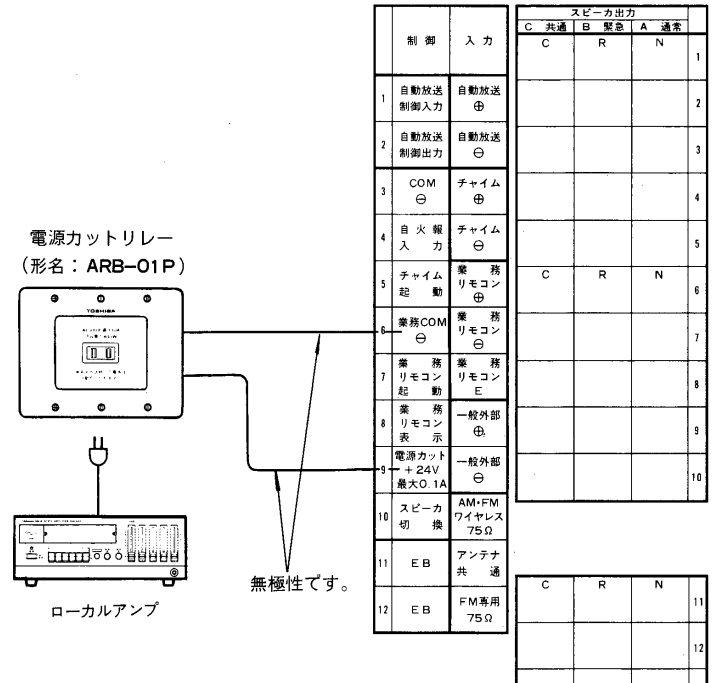 電源カットリレー
(形名：ARB-01P)
TOSHIBA
ローカルアンプ
無極性です。
制御 入力
1 自動放送 自動放送
制御入力 ⊕
2 自動放送 自動放送
制御出力 ⊖
3 COM チャイム
⊖ ⊕
4 自火報 チャイム
入力 ⊖
5 チャイム 業務
起動 リモコン
⊕
6 業務COM 業務
⊖ リモコン
⊖
7 業務 業務
リモコン リモコン
起動 E
8 業務 一般外部
リモコン ⊕
表示
9 電源カット 一般外部
+24V ⊖
最大0.1A
10 スピーカ AM・FM
切換 ワイヤレス
75Ω
11 EB アンテナ
共通
12 EB FM専用
75Ω
スピーカ出力
C 共通 B 緊急 A 通常
C R N 1
2
3
4
5
C R N 6
7
8
9
10
C R N 11
12